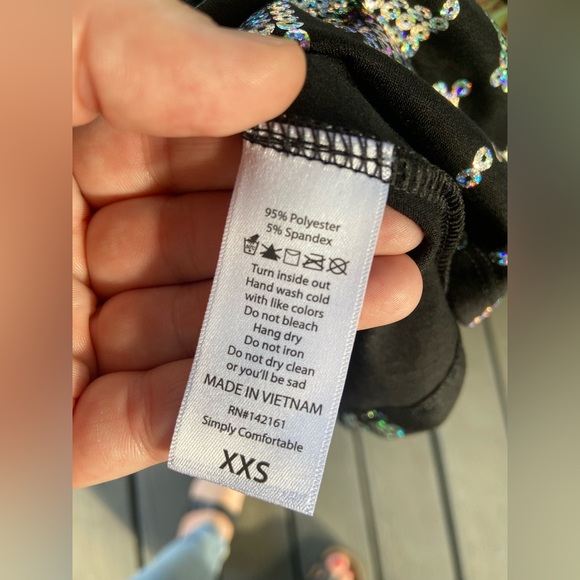 95% Polyester
5% Spandex
Turn inside out
Hand wash cold
with like colors
Do not bleach
Hang dry
Do not iron
Do not dry clean
or you'll be sad
MADE IN VIETNAM
RN#142161
Simply Comfortable
XXS